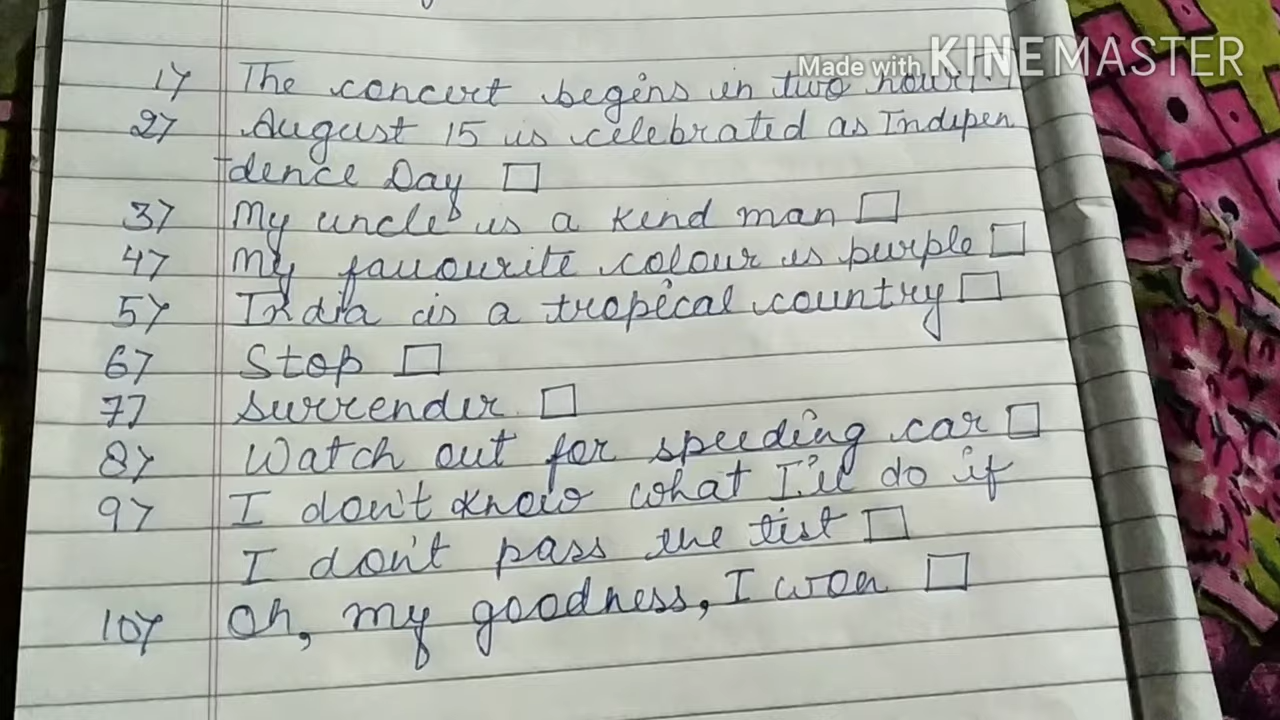 Made with KINEMASTER
1) The concert begins in two hour □
2) August 15 is celebrated as Indipen
dence Day □
3) My uncle is a kind man □
4) My favourite colour is purple □
5) India is a tropical country □
6) Stop □
7) Surrender □
8) Watch out for speeding car □
9) I don't know what I'll do if
I don't pass the test □
10) Oh, my goodness, I won □